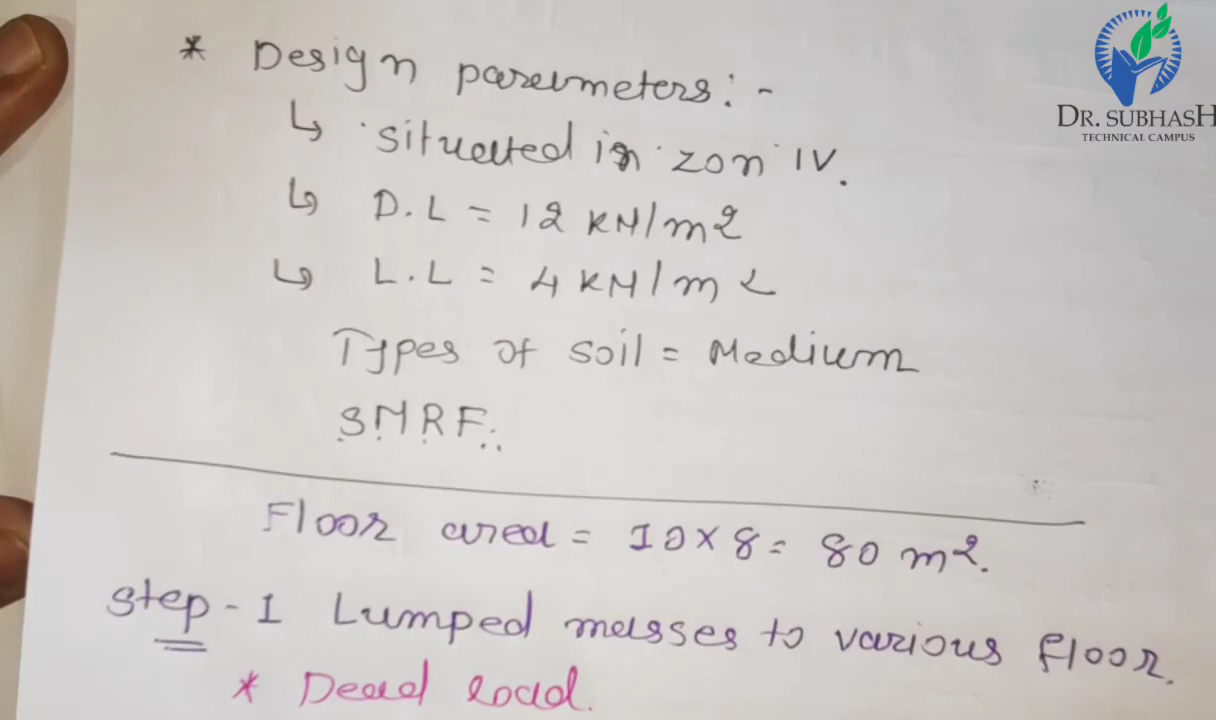 * Design parameters:-
↳ situated in zon IV.
↳ D.L = 12 KN/m2
↳ L.L = 4 KN/m2
Types of soil = Medium
SMRF.
Floor area = 10 x 8 = 80 m2.
Step-1 Lumped masses to various floor.
* Dead load.
DR. SUBHASH
TECHNICAL CAMPUS